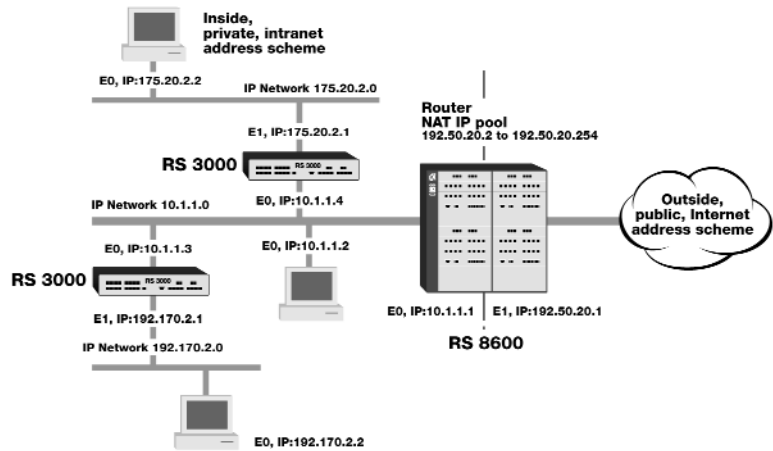 Inside,
private, intranet
address scheme
E0, IP:175.20.2.2
IP Network 175.20.2.0
E1, IP:175.20.2.1
RS 3000
RS 3000
E0, IP:10.1.1.4
Router
NAT IP pool
192.50.20.2 to 192.50.20.254
Outside,
public, Internet
address scheme
IP Network 10.1.1.0
E0, IP:10.1.1.3
E0, IP:10.1.1.2
RS 3000
RS 3000
E1, IP:192.170.2.1
IP Network 192.170.2.0
E0, IP:10.1.1.1
E1, IP:192.50.20.1
RS 8600
E0, IP:192.170.2.2